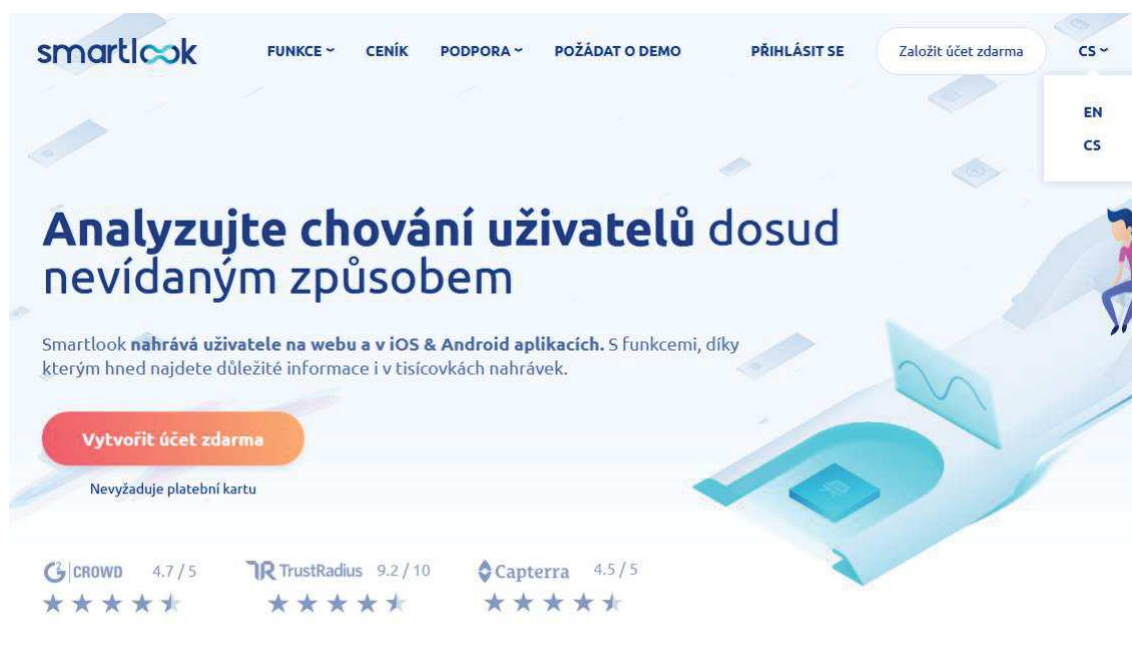 smartlook
FUNKCE CENÍK PODPORA POŽÁDAT O DEMO PŘIHLÁSIT SE Založit účet zdarma CS
EN
CS
Analyzujte chování uživatelů dosud
nevídaným způsobem
Smartlook nahrává uživatele na webu a v iOS & Android aplikacích. S funkcemi, díky
kterým hned najdete důležité informace i v tisícovkách nahrávek.
Vytvořit účet zdarma
Nevyžaduje platební kartu
G2 CROWD 4.7 / 5 TR TrustRadius 9.2 / 10 Capterra 4.5 / 5